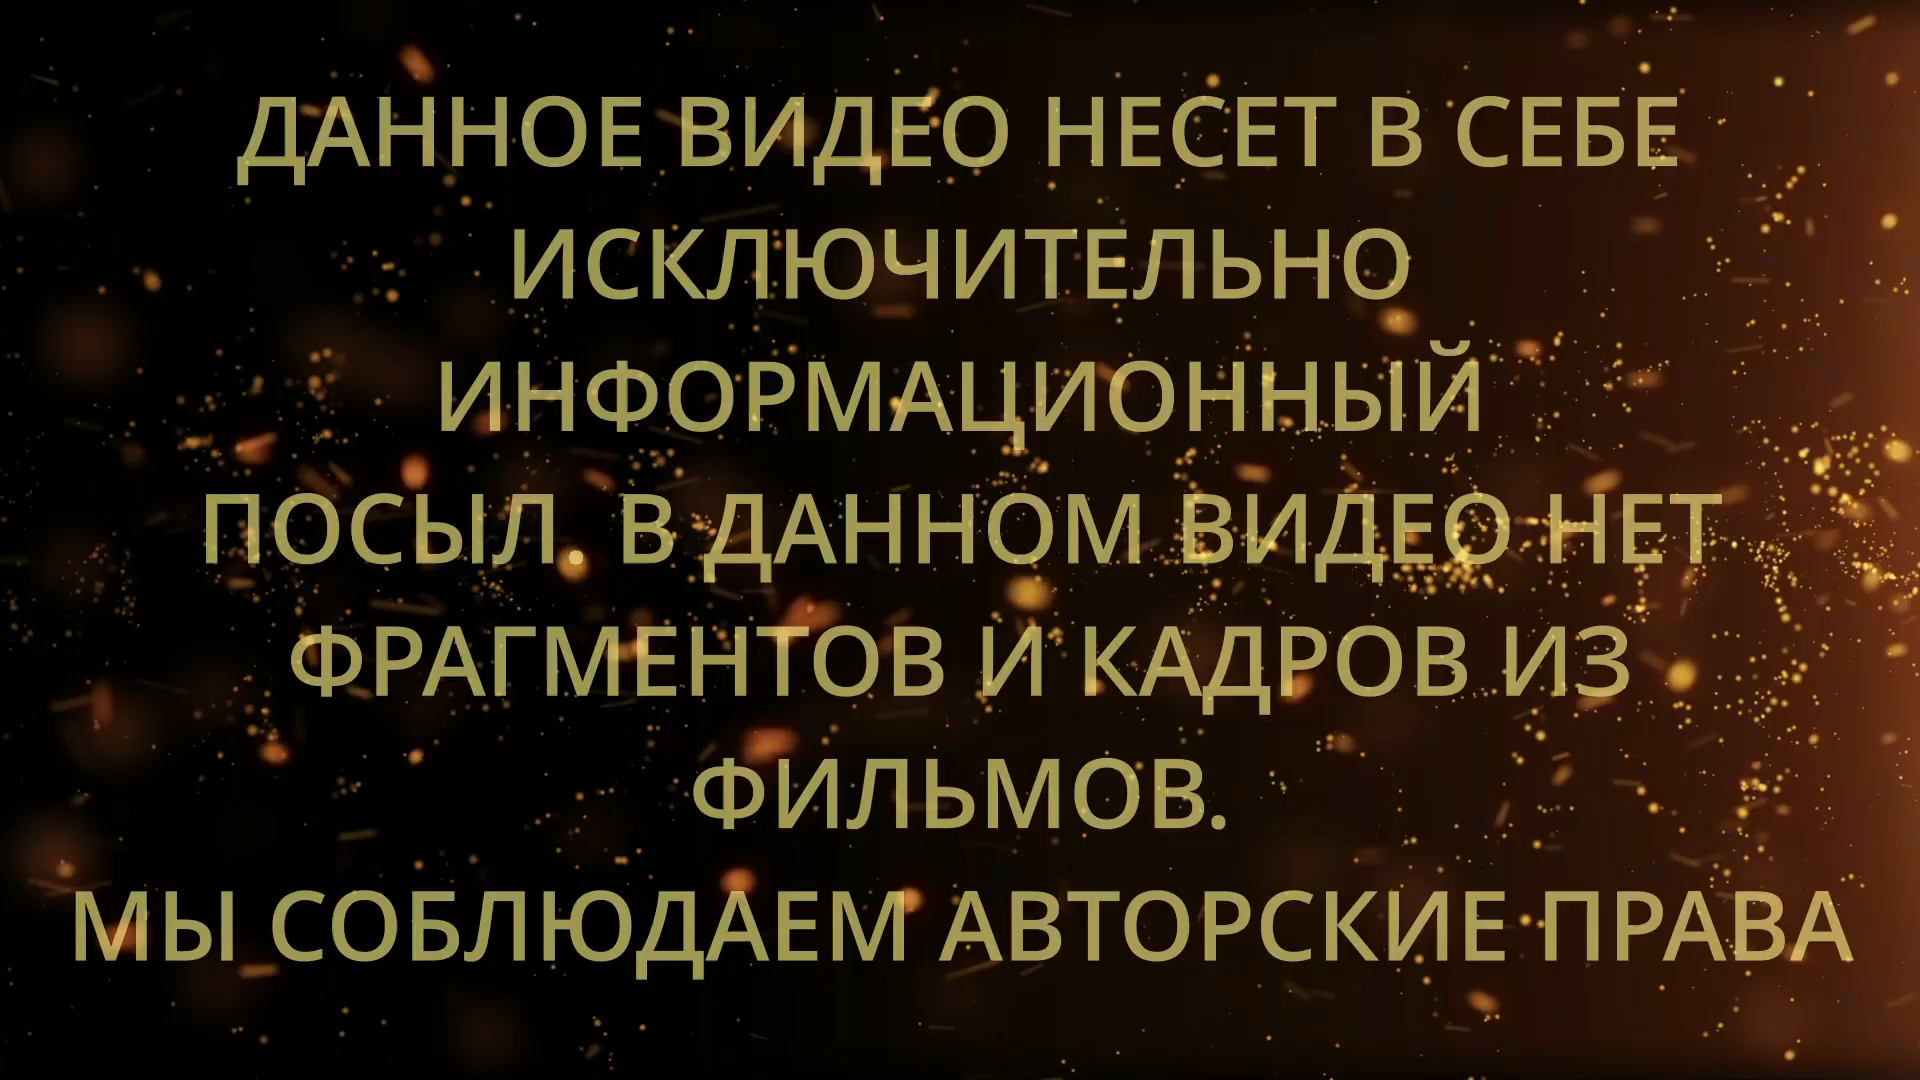 ДАННОЕ ВИДЕО НЕСЕТ В СЕБЕ
ИСКЛЮЧИТЕЛЬНО
ИНФОРМАЦИОННЫЙ
ПОСЫЛ. В ДАННОМ ВИДЕО НЕТ
ФРАГМЕНТОВ И КАДРОВ ИЗ
ФИЛЬМОВ.
МЫ СОБЛЮДАЕМ АВТОРСКИЕ ПРАВА